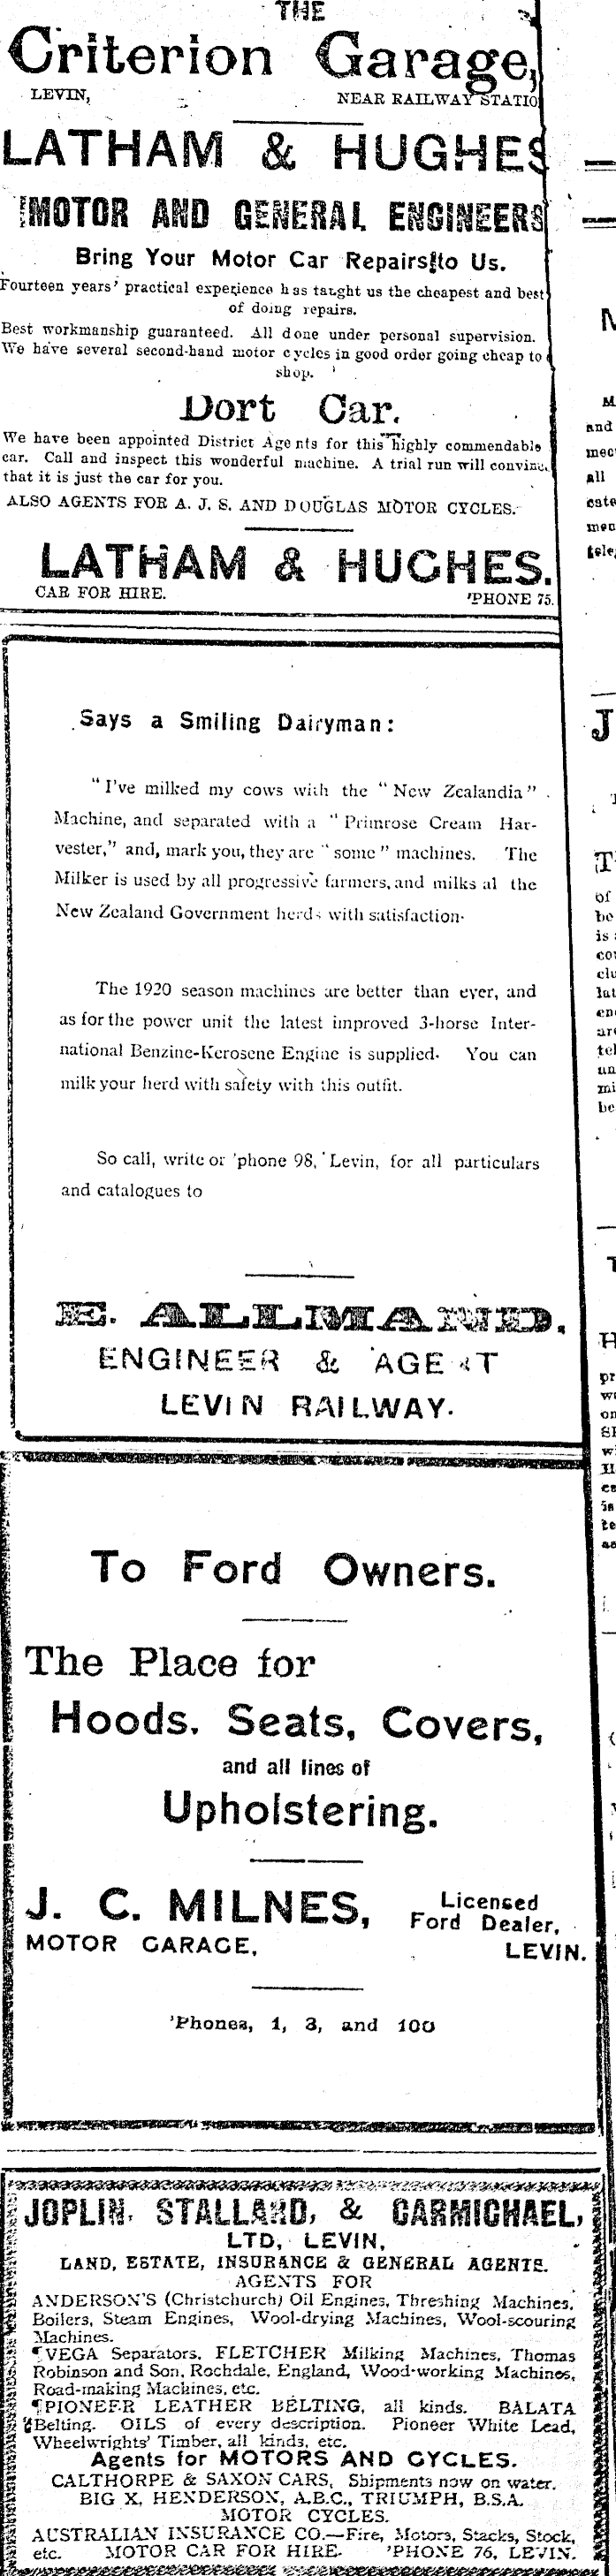 THE
Criterion Garage,
LEVIN, NEAR RAILWAY STATIO
LATHAM & HUGHES
MOTOR AND GENERAL ENGINEERS
Bring Your Motor Car Repairs to Us.
Fourteen years' practical experience has taught us the cheapest and best
of doing repairs.
Best workmanship guaranteed. All done under personal supervision.
We have several second-hand motor cycles in good order going cheap to
shop.
Dort Car.
We have been appointed District Agents for this highly commendable
car. Call and inspect this wonderful machine. A trial run will convince
that it is just the car for you.
ALSO AGENTS FOR A. J. S. AND DOUGLAS MOTOR CYCLES.
LATHAM & HUGHES.
CAR FOR HIRE. 'PHONE 75.
Says a Smiling Dairyman:
"I've milked my cows with the "New Zealandia"
Machine, and separated with a "Primrose Cream Har-
vester," and, mark you, they are "some" machines. The
Milker is used by all progressive farmers, and milks al the
New Zealand Government herds with satisfaction.
The 1920 season machines are better than ever, and
as for the power unit the latest improved 3-horse Inter-
national Benzine-Kerosene Engine is supplied. You can
milk your herd with safety with this outfit.
So call, write or 'phone 98, Levin, for all particulars
and catalogues to
E. ALLMAND,
ENGINEER & AGENT
LEVIN RAILWAY.
To Ford Owners.
The Place for
Hoods. Seats, Covers,
and all lines of
Upholstering.
J. C. MILNES, Licensed
Ford Dealer,
MOTOR GARAGE, LEVIN.
'Phones, 1, 3, and 100
JOPLIN, STALLARD, & CARMICHAEL,
LTD, LEVIN,
LAND, ESTATE, INSURANCE & GENERAL AGENTS.
AGENTS FOR
ANDERSON'S (Christchurch) Oil Engines, Threshing Machines,
Boilers, Steam Engines, Wool-drying Machines, Wool-scouring
Machines.
¶VEGA Separators, FLETCHER Milking Machines, Thomas
Robinson and Son, Rochdale, England, Wood-working Machines,
Road-making Machines, etc.
¶PIONEER LEATHER BELTING, all kinds. BALATA
Belting. OILS of every description. Pioneer White Lead,
Wheelwrights' Timber, all kinds, etc.
Agents for MOTORS AND CYCLES.
CALTHORPE & SAXON CARS, Shipments now on water.
BIG X, HENDERSON, A.B.C., TRIUMPH, B.S.A.
MOTOR CYCLES.
AUSTRALIAN INSURANCE CO.—Fire, Motors, Stacks, Stock,
etc. MOTOR CAR FOR HIRE. 'PHONE 76, LEVIN.